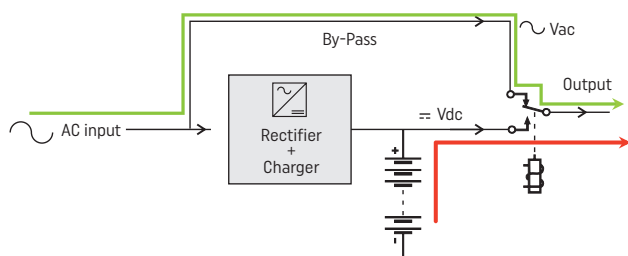 By-Pass
Vac
Output
AC input
Rectifier
+
Charger
Vdc
+
-